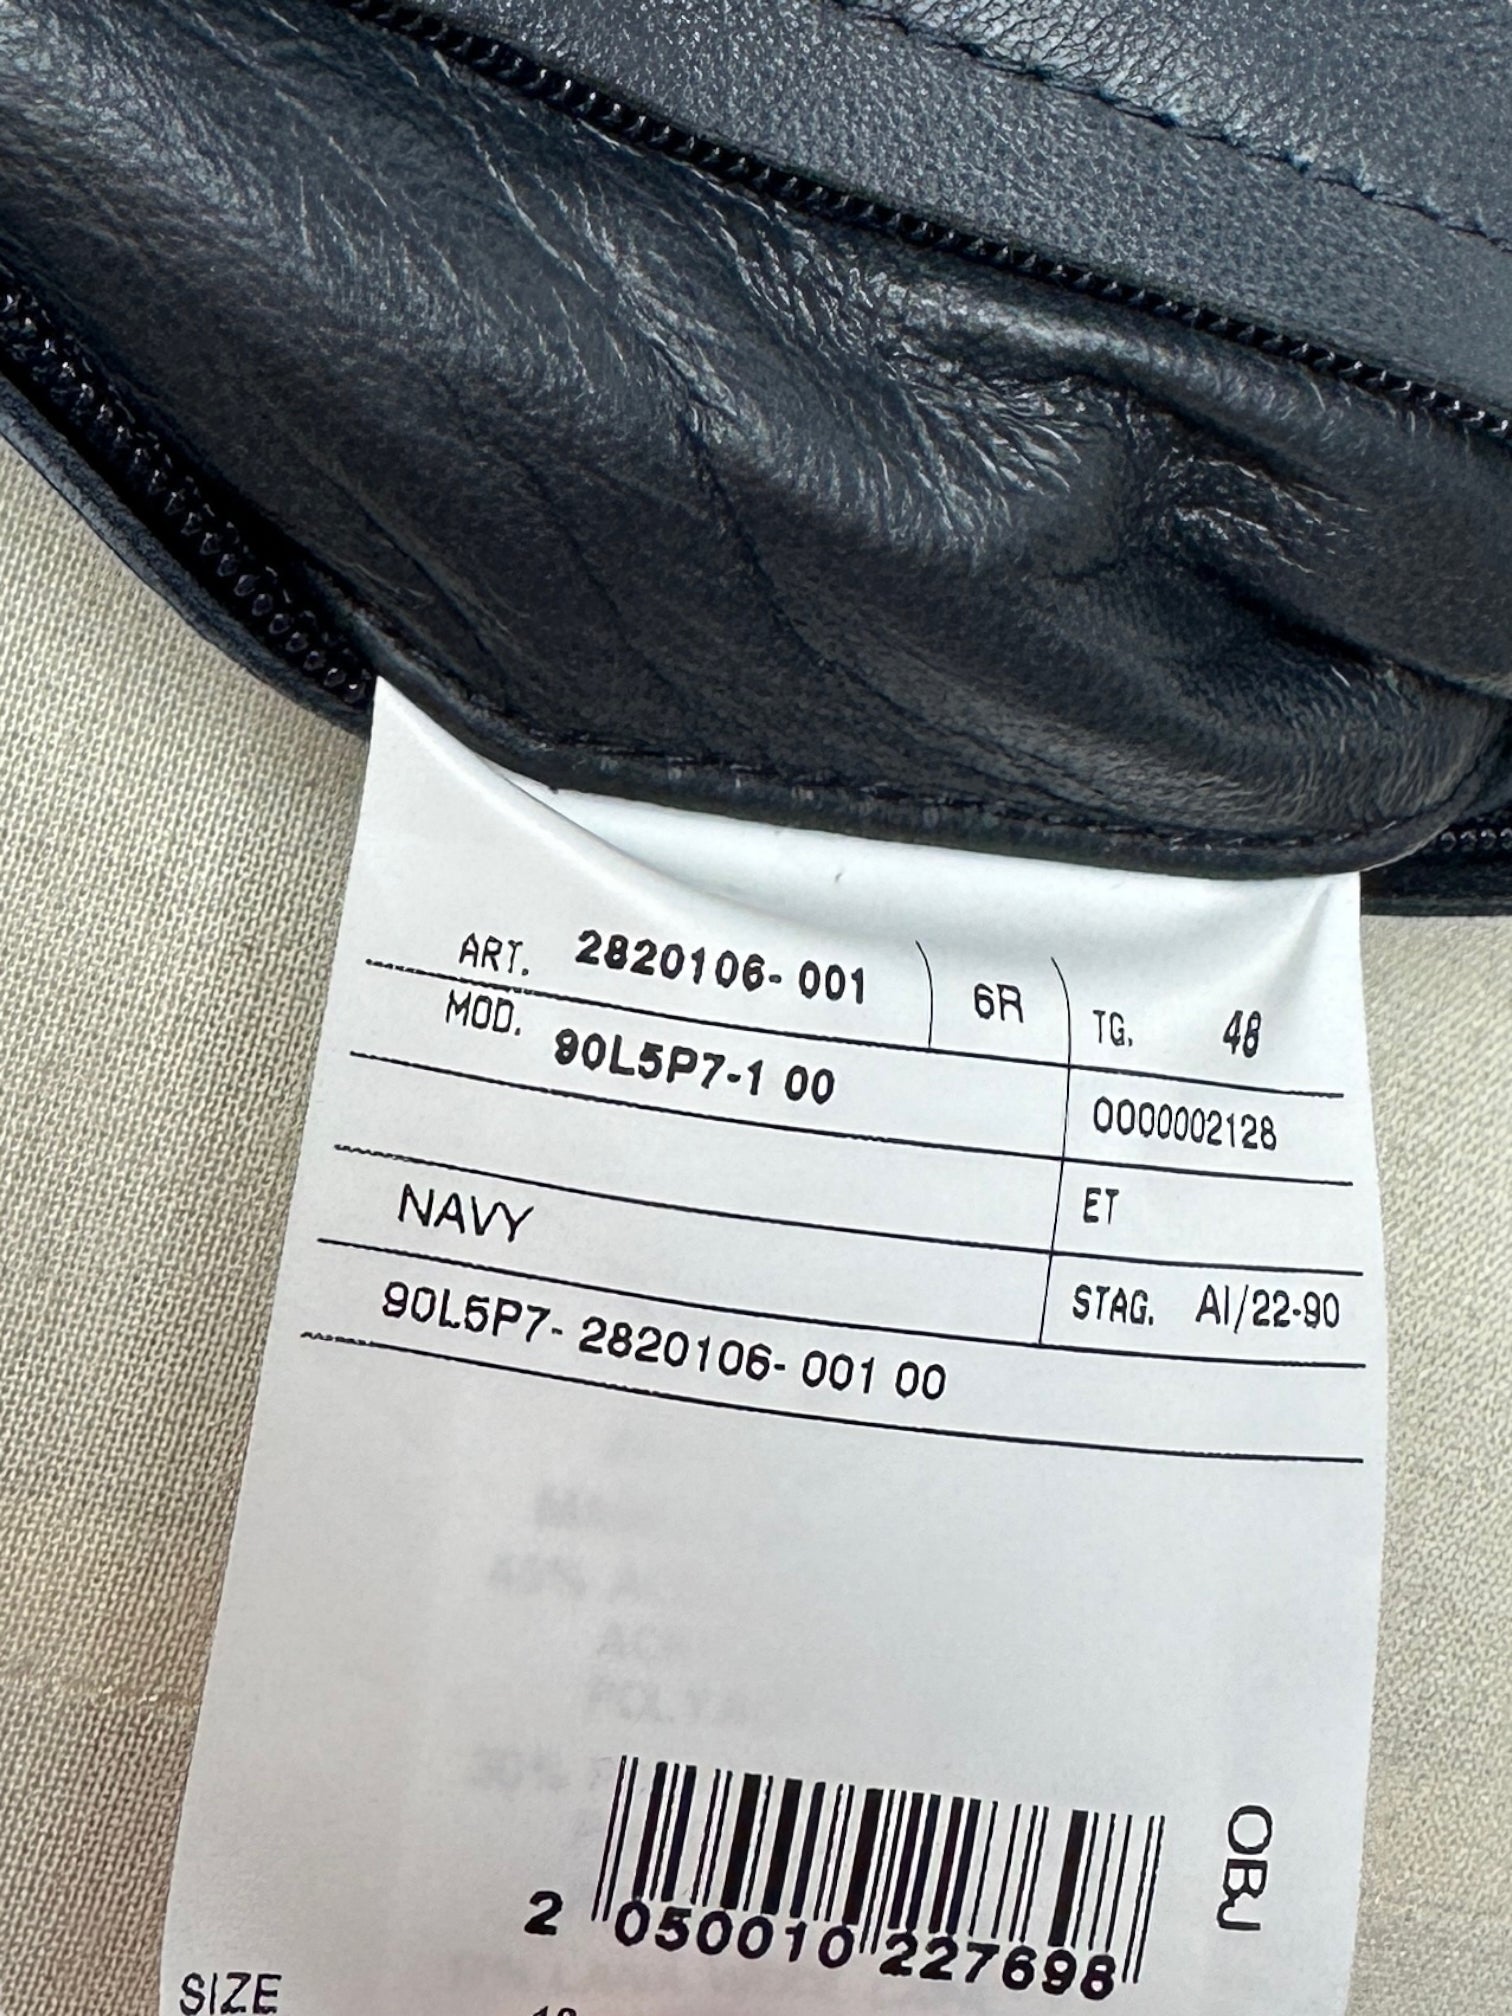 ART. 2820106-001 6R TG. 48
MOD. 90L5P7-1 00 0000002128
ET
NAVY STAG. AI/22-90
90L5P7-2820106-001 00
OBJ
2 050010 227698
SIZE